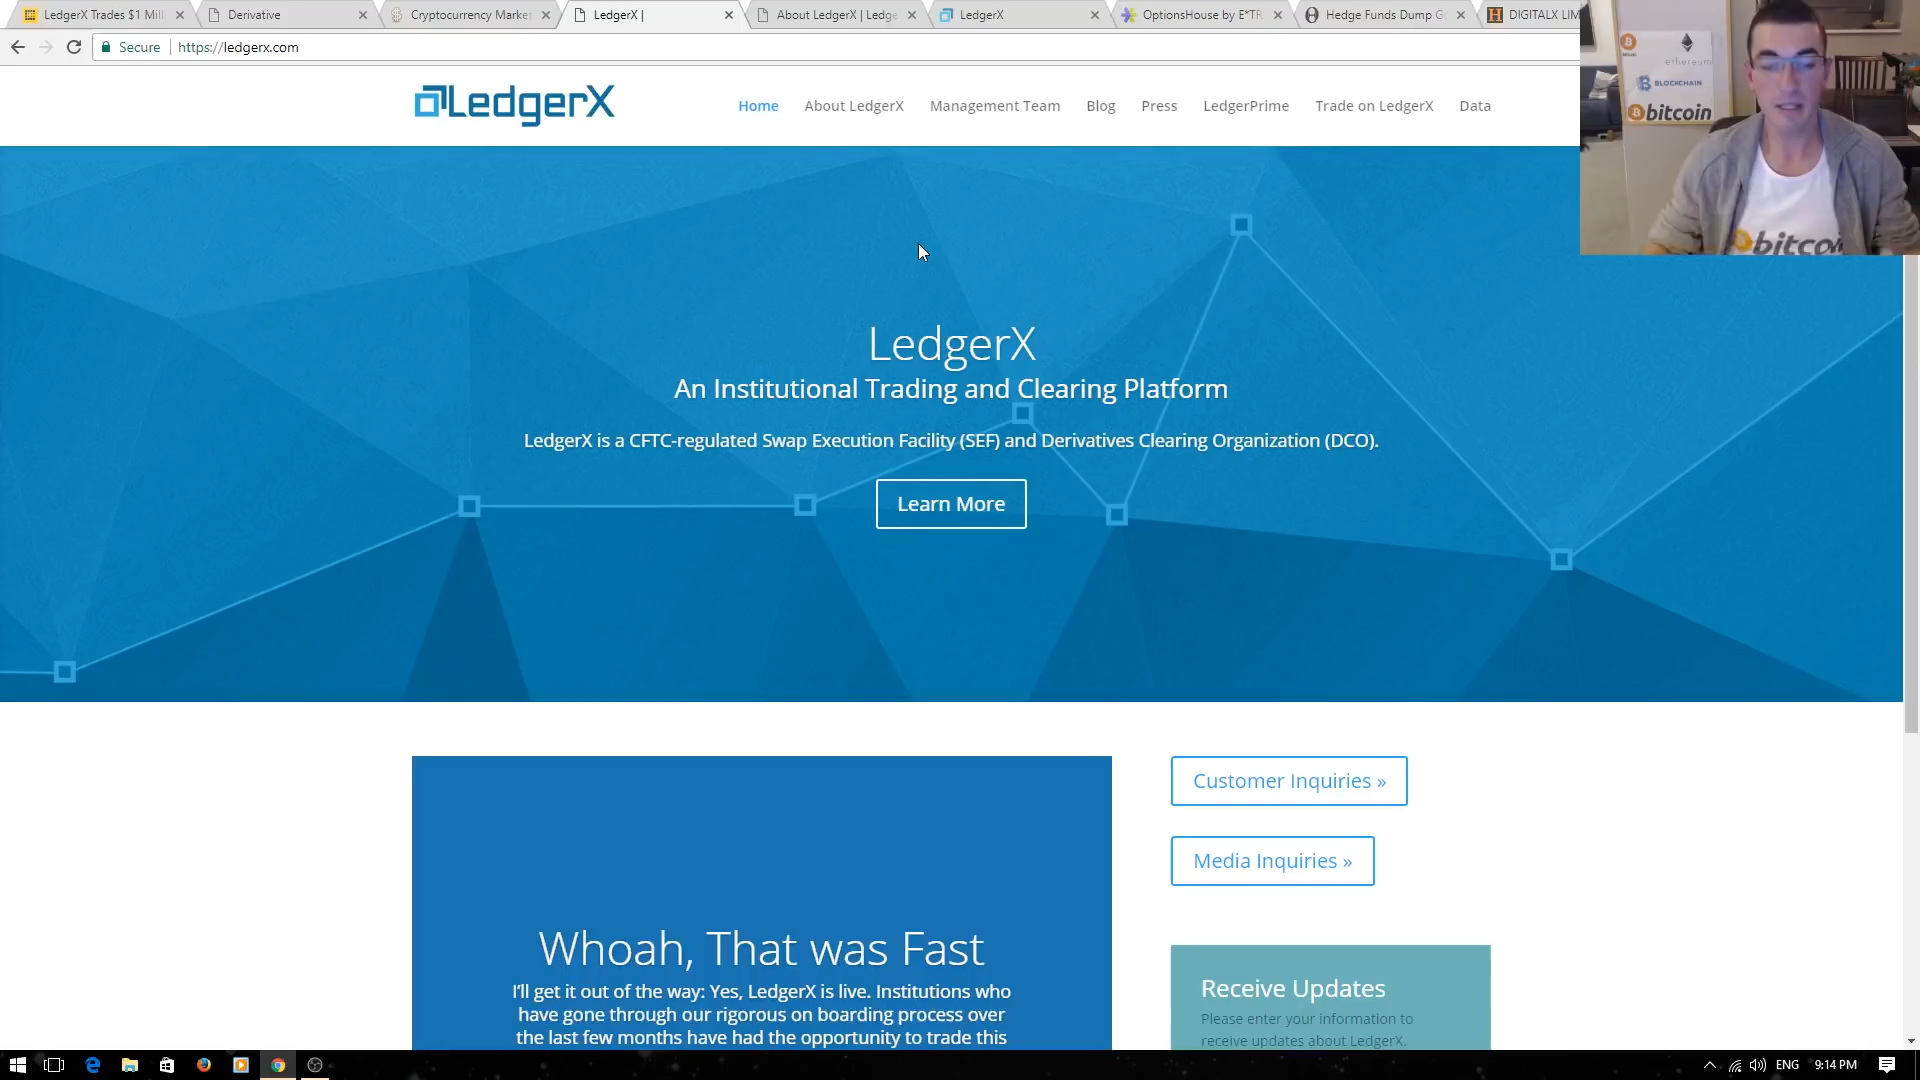 LedgerX Trades $1 Mill
Derivative
Cryptocurrency Market
LedgerX |
About LedgerX | Ledge
LedgerX
OptionsHouse by E*TR
Hedge Funds Dump G
DIGITALX LIM
Secure
https://ledgerx.com
LedgerX
Home
About LedgerX
Management Team
Blog
Press
LedgerPrime
Trade on LedgerX
Data
ethereum
BLOCKCHAIN
bitcoin
bitcoi
LedgerX
An Institutional Trading and Clearing Platform
LedgerX is a CFTC-regulated Swap Execution Facility (SEF) and Derivatives Clearing Organization (DCO).
Learn More
Whoah, That was Fast
I'll get it out of the way: Yes, LedgerX is live. Institutions who
have gone through our rigorous on boarding process over
the last few months have had the opportunity to trade this
Customer Inquiries »
Media Inquiries »
Receive Updates
Please enter your information to
receive updates about LedgerX.
ENG
9:14 PM